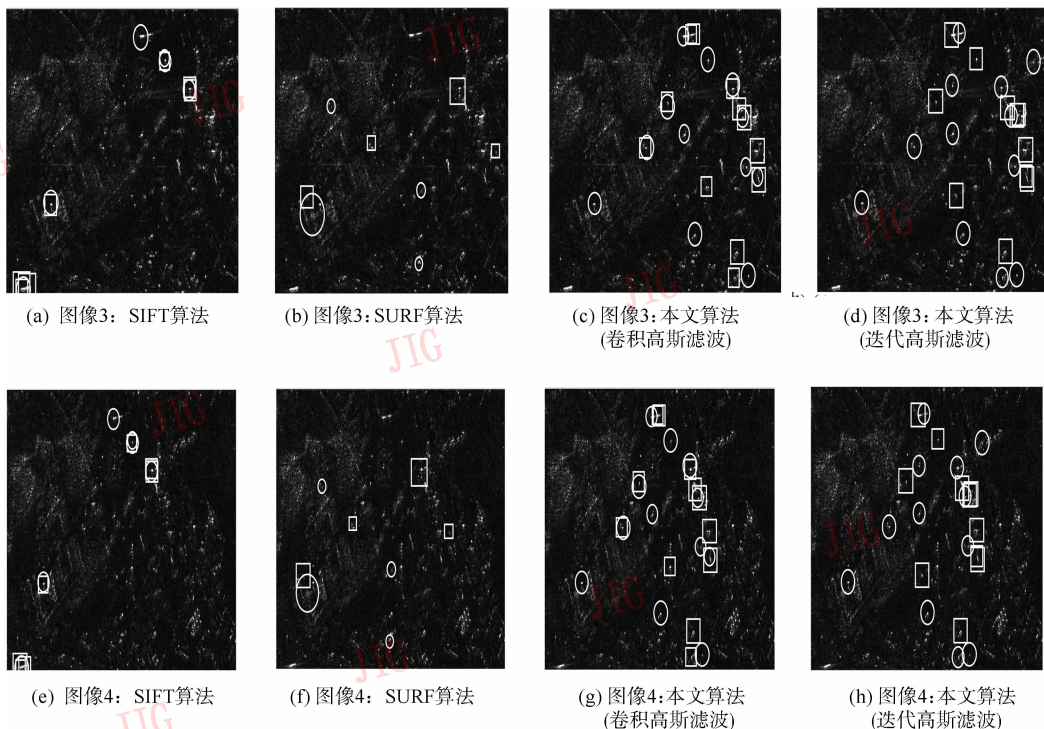 JIG
JIG
JIG
JIG
(a) 图像3：SIFT算法
(b) 图像3:SURF算法
(c) 图像3:本文算法
(卷积高斯滤波)
(d) 图像3:本文算法
(迭代高斯滤波)
JIG
JIG
JIG
JIG
JIG
(e) 图像4：SIFT算法
(f) 图像4：SURF算法
(g) 图像4:本文算法
(卷积高斯滤波)
(h) 图像4:本文算法
(迭代高斯滤波)
JIG